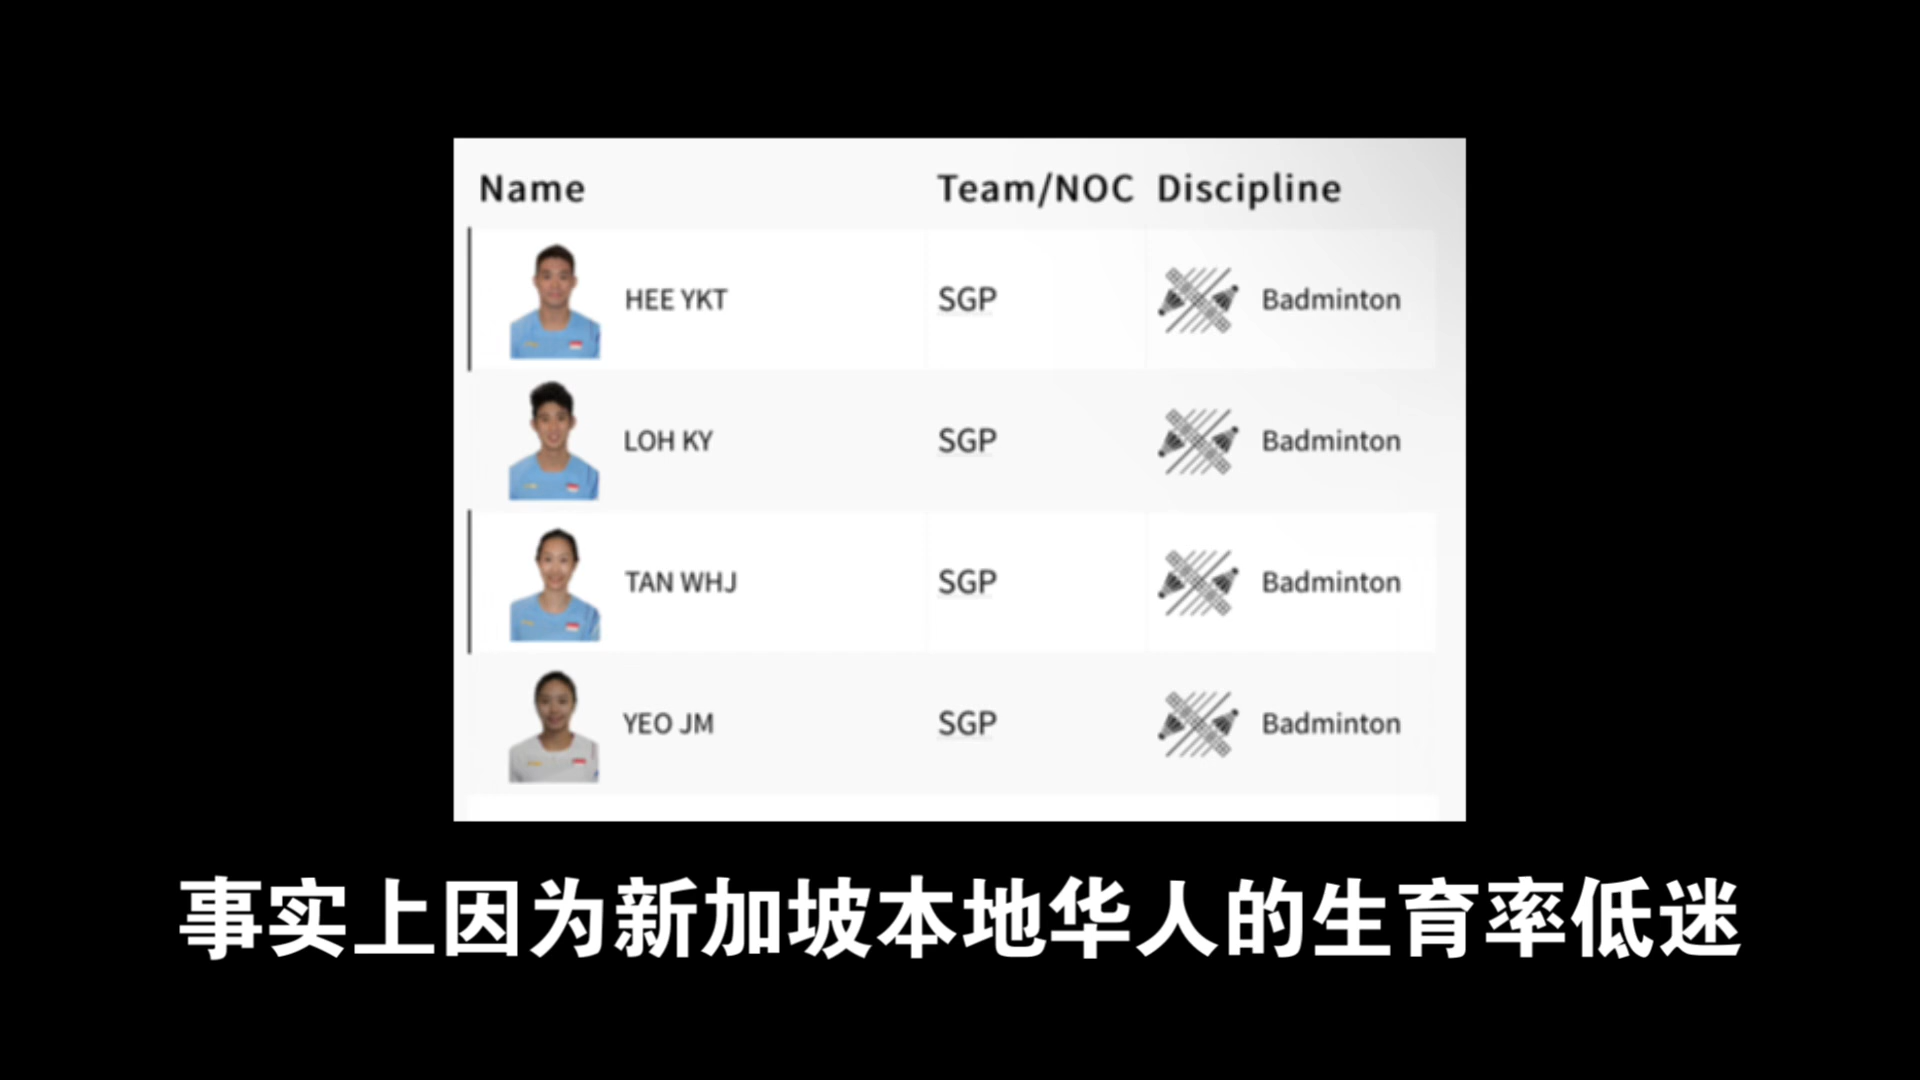 Name Team/NOC Discipline
HEE YKT SGP Badminton
LOH KY SGP Badminton
TAN WHJ SGP Badminton
YEO JM SGP Badminton
事实上因为新加坡本地华人的生育率低迷